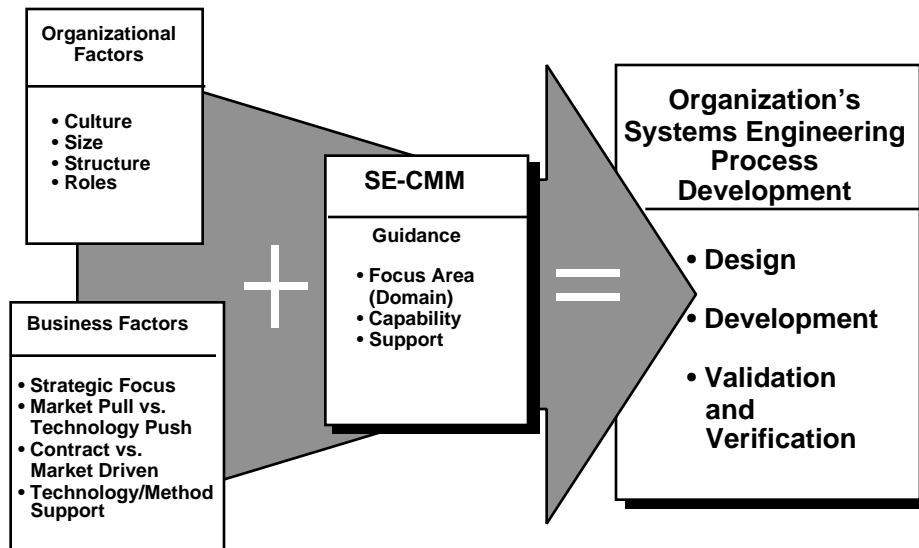 Organizational
Factors
• Culture
• Size
• Structure
• Roles
Business Factors
• Strategic Focus
• Market Pull vs.
Technology Push
• Contract vs.
Market Driven
• Technology/Method
Support
+
SE-CMM
Guidance
• Focus Area
(Domain)
• Capability
• Support
=
Organization’s
Systems Engineering
Process
Development
• Design
• Development
• Validation
and
Verification